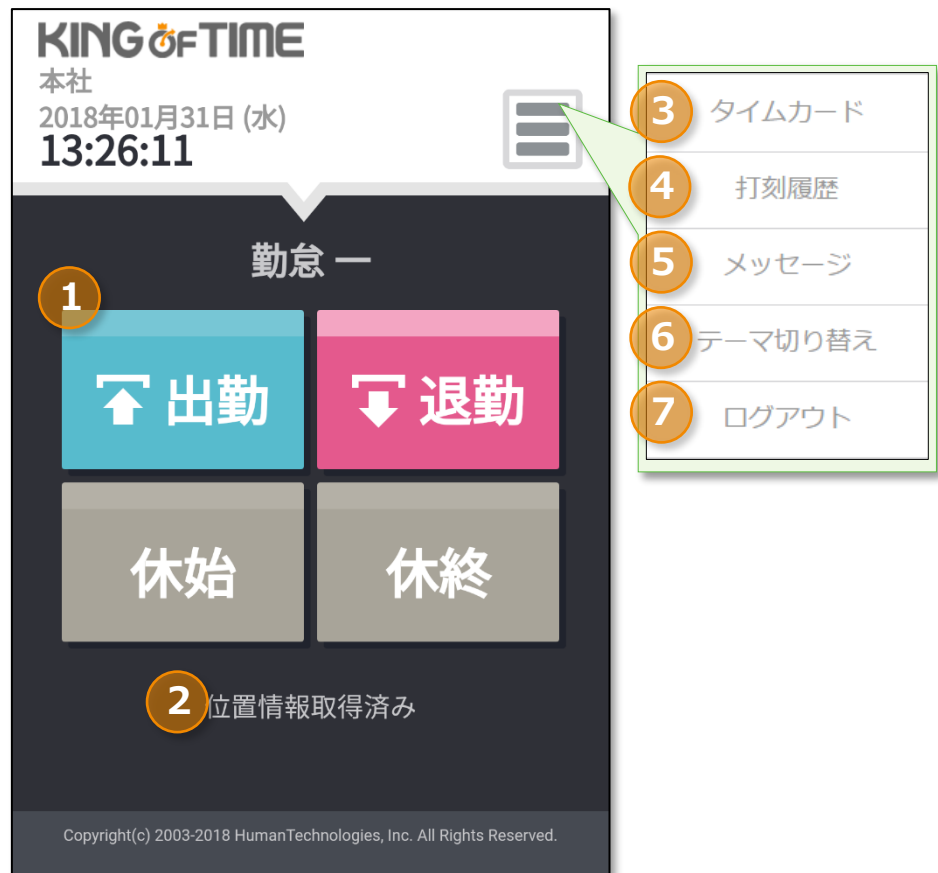 KING OF TIME
本社
2018年01月31日 (水)
13:26:11
勤怠 一
1
出勤
退勤
休始
休終
2 位置情報取得済み
Copyright(c) 2003-2018 HumanTechnologies, Inc. All Rights Reserved.
3 タイムカード
4 打刻履歴
5 メッセージ
6 テーマ切り替え
7 ログアウト